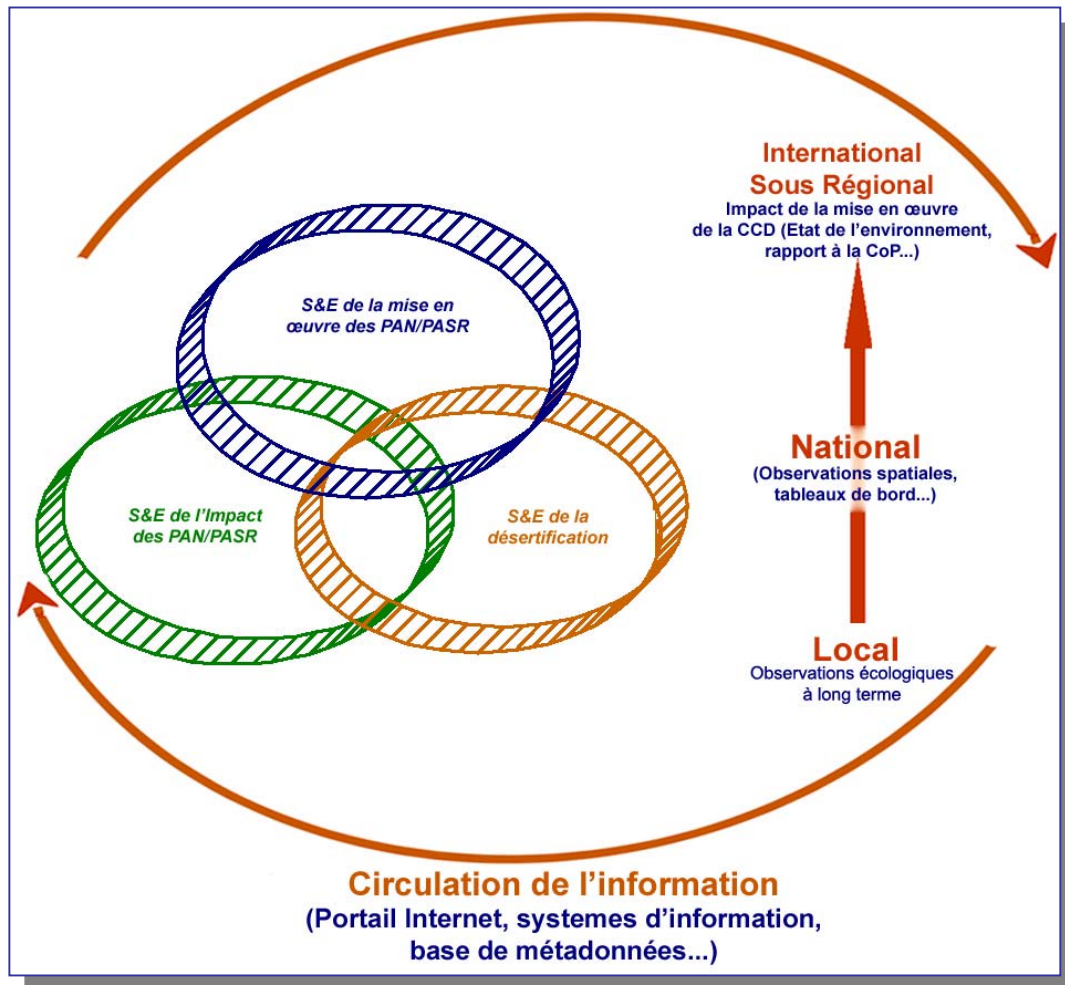 International
Sous Régional
Impact de la mise en œuvre
de la CCD (Etat de l'environnement,
rapport à la CoP...)
S&E de la mise en
œuvre des PAN/PASR
National
(Observations spatiales,
tableaux de bord...)
S&E de l'Impact
des PAN/PASR
S&E de la
désertification
Local
Observations écologiques
à long terme
Circulation de l'information
(Portail Internet, systemes d'information,
base de métadonnées...)